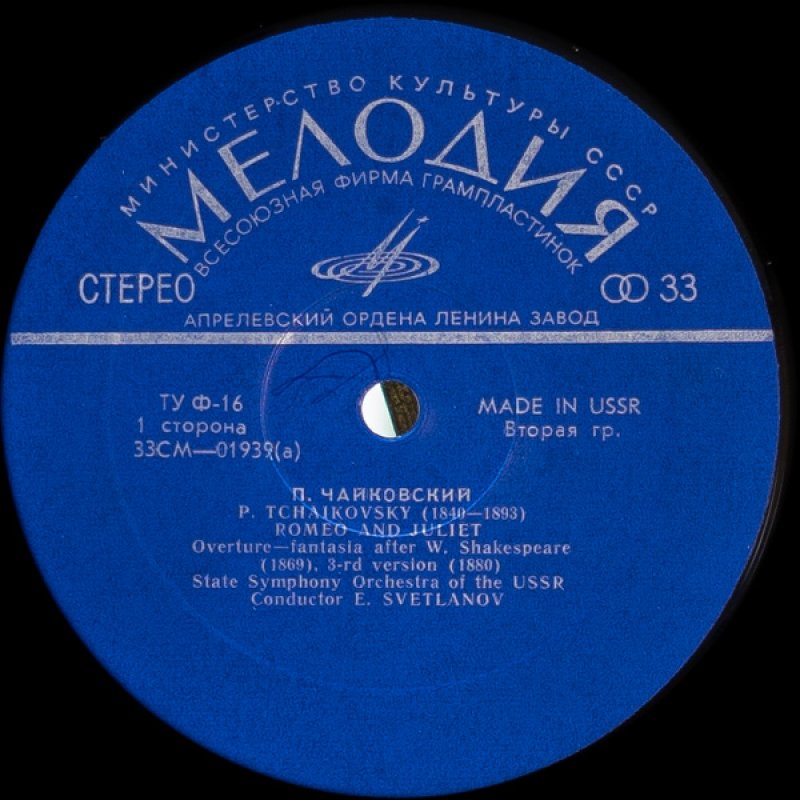 МИНИСТЕРСТВО КУЛЬТУРЫ СССР
МЕЛОДИЯ
ВСЕСОЮЗНАЯ ФИРМА ГРАМПЛАСТИНОК
СТЕРЕО
33
АПРЕЛЕВСКИЙ ОРДЕНА ЛЕНИНА ЗАВОД
ТУ Ф-16
1 сторона
33СМ—01939(а)
MADE IN USSR
Вторая гр.
П. ЧАЙКОВСКИЙ
P. TCHAIKOVSKY (1840—1893)
ROMEO AND JULIET
Overture—fantasia after W. Shakespeare
(1869), 3-rd version (1880)
State Symphony Orchestra of the USSR
Conductor E. SVETLANOV